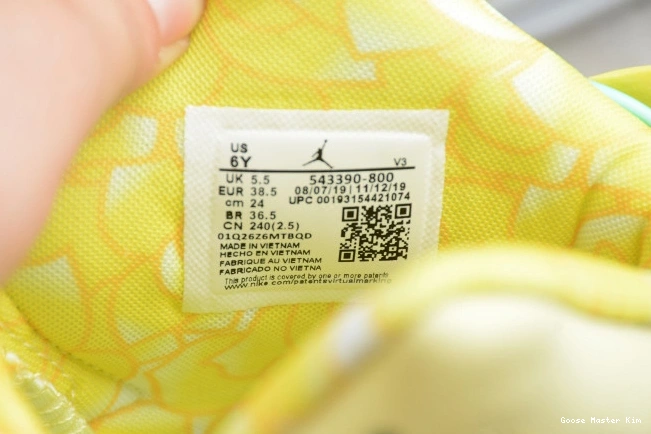 US
6Y
V3
UK 5.5
EUR 38.5
cm 24
BR 36.5
CN 240(2.5)
543390-800
08/07/19 | 11/12/19
UPC 00193154421074
01Q26Z6MTBQD
MADE IN VIETNAM
HECHO EN VIETNAM
FABRIQUE AU VIETNAM
FABRICADO NO VIETNA
This product is covered by one or more patents
www.nike.com/patentsvirtualmarking
Goose Master Kim